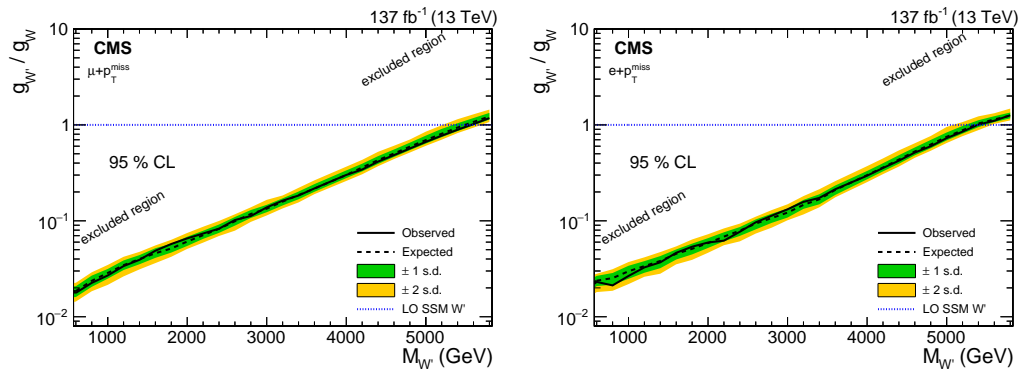 137 fb⁻¹ (13 TeV)
g_W' / g_W
10
1
10⁻¹
10⁻²
CMS
μ+p_T^miss
excluded region
95 % CL
excluded region
Observed
Expected
± 1 s.d.
± 2 s.d.
LO SSM W'
1000 2000 3000 4000 5000
M_W' (GeV)
137 fb⁻¹ (13 TeV)
g_W' / g_W
10
1
10⁻¹
10⁻²
CMS
e+p_T^miss
excluded region
95 % CL
excluded region
Observed
Expected
± 1 s.d.
± 2 s.d.
LO SSM W'
1000 2000 3000 4000 5000
M_W' (GeV)